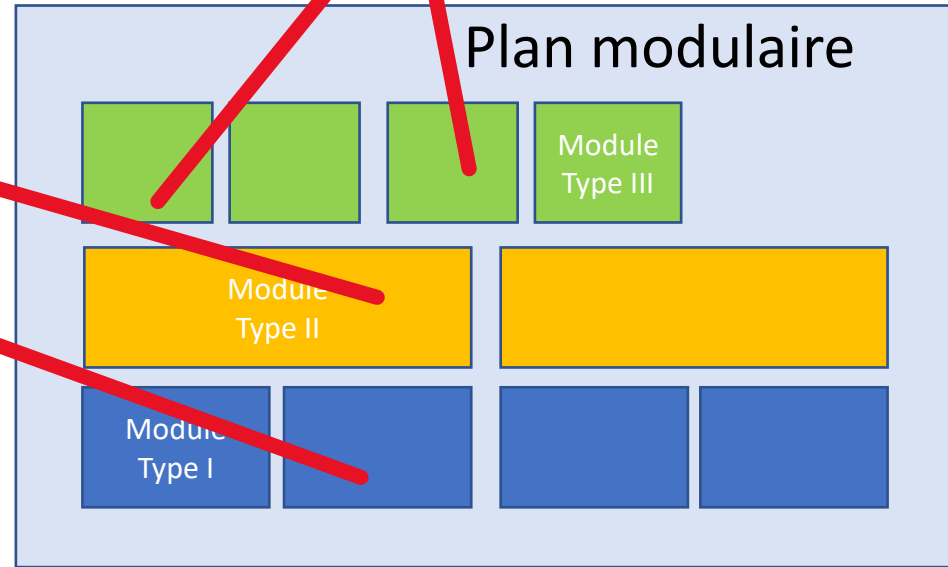 Plan modulaire
Module
Type III
Module
Type II
Module
Type I